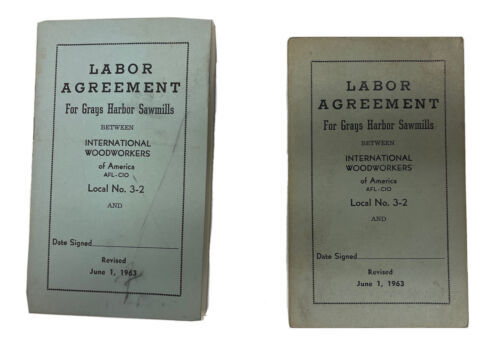 LABOR
AGREEMENT
For Grays Harbor Sawmills
BETWEEN
INTERNATIONAL
WOODWORKERS
of America
AFL-CIO
Local No. 3-2
AND
Date Signed
Revised
June 1, 1963
LABOR
AGREEMENT
For Grays Harbor Sawmills
BETWEEN
INTERNATIONAL
WOODWORKERS
of America
AFL-CIO
Local No. 3-2
AND
Date Signed
Revised
June 1, 1963